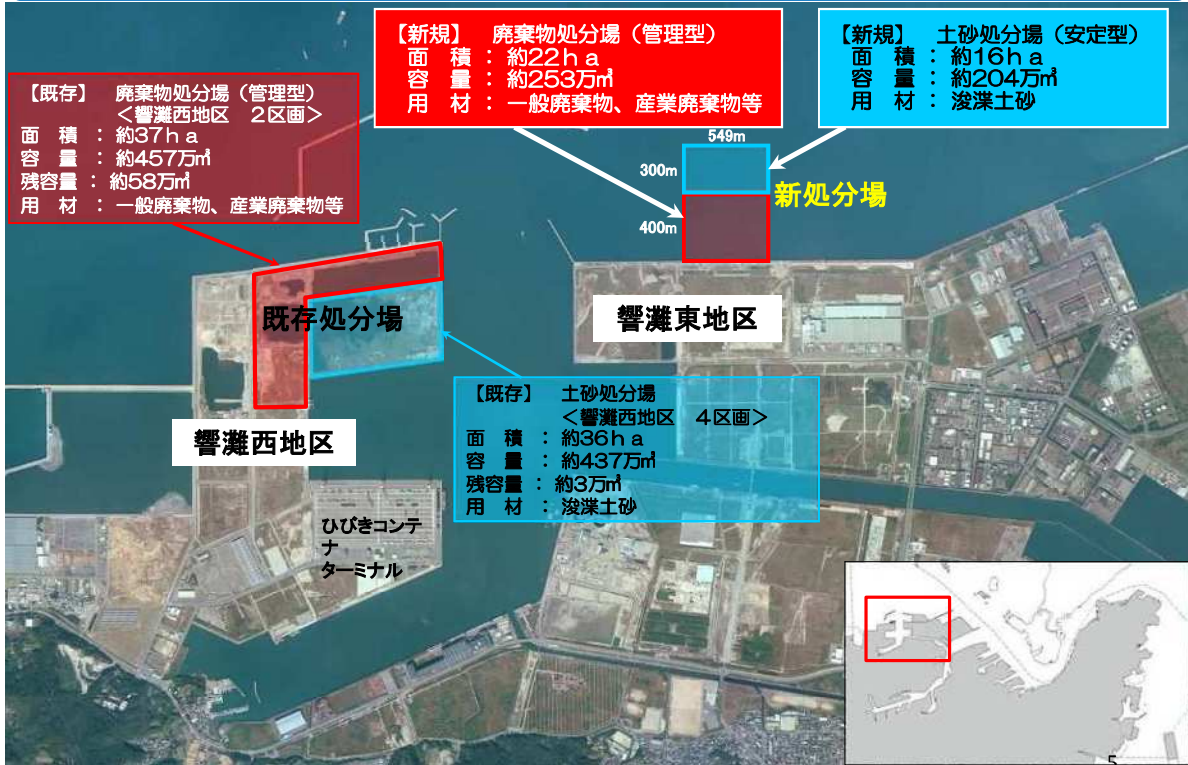 【新規】 廃棄物処分場（管理型）
面　積 ： 約22ｈａ
容　量 ： 約253万㎥
用　材 ： 一般廃棄物、産業廃棄物等
【新規】 土砂処分場（安定型）
面　積 ： 約16ｈａ
容　量 ： 約204万㎥
用　材 ： 浚渫土砂
【既存】 廃棄物処分場（管理型）
＜響灘西地区　２区画＞
面　積 ： 約37ｈａ
容　量 ： 約457万㎥
残容量 ： 約58万㎥
用　材 ： 一般廃棄物、産業廃棄物等
549m
300m
新処分場
400m
既存処分場
響灘東地区
【既存】 土砂処分場
＜響灘西地区　４区画＞
面　積 ： 約36ｈａ
容　量 ： 約437万㎥
残容量 ： 約3万㎥
用　材 ： 浚渫土砂
響灘西地区
ひびきコンテ
ナ
ターミナル
5